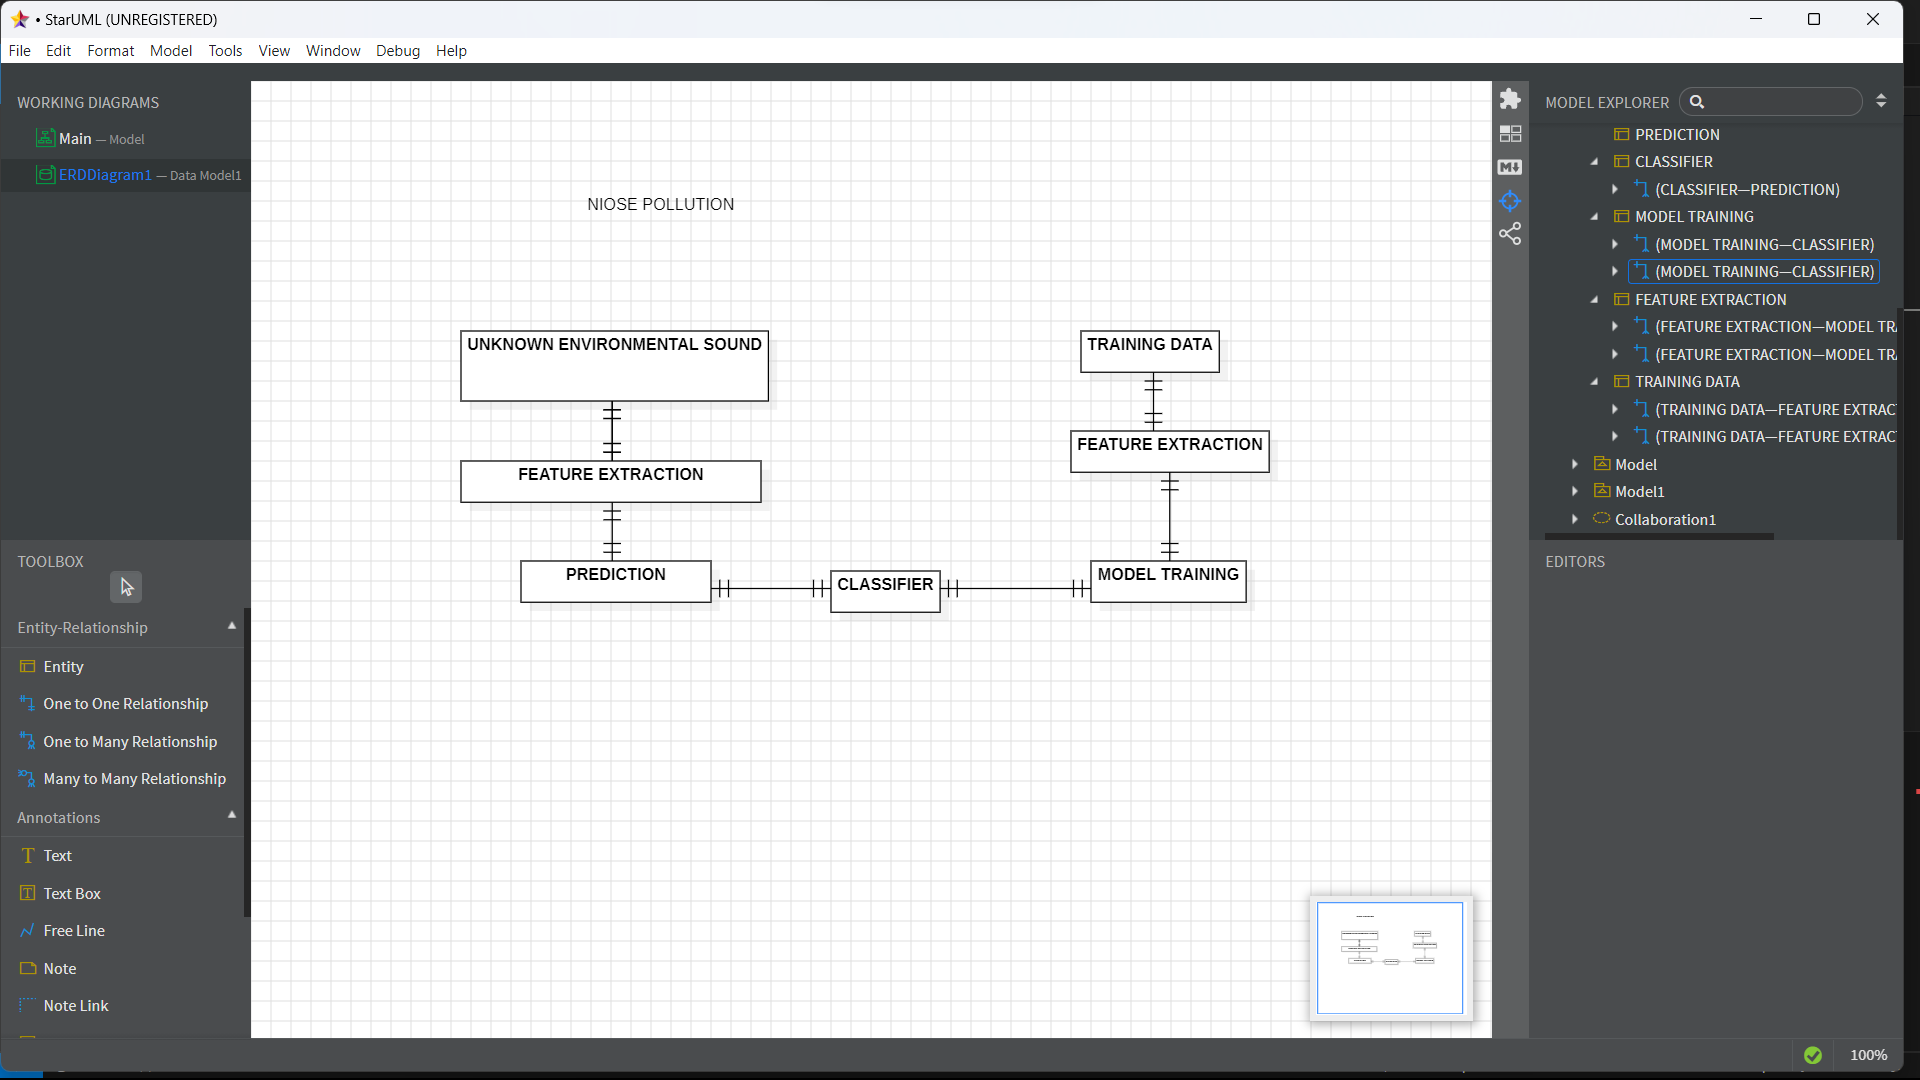 • StarUML (UNREGISTERED)
File Edit Format Model Tools View Window Debug Help
WORKING DIAGRAMS
Main — Model
ERDDiagram1 — Data Model1
TOOLBOX
Entity-Relationship
Entity
One to One Relationship
One to Many Relationship
Many to Many Relationship
Annotations
Text
Text Box
Free Line
Note
Note Link
NIOSE POLLUTION
UNKNOWN ENVIRONMENTAL SOUND
TRAINING DATA
FEATURE EXTRACTION
FEATURE EXTRACTION
PREDICTION
CLASSIFIER
MODEL TRAINING
MODEL EXPLORER
PREDICTION
CLASSIFIER
(CLASSIFIER—PREDICTION)
MODEL TRAINING
(MODEL TRAINING—CLASSIFIER)
(MODEL TRAINING—CLASSIFIER)
FEATURE EXTRACTION
(FEATURE EXTRACTION—MODEL TRA
(FEATURE EXTRACTION—MODEL TRA
TRAINING DATA
(TRAINING DATA—FEATURE EXTRAC
(TRAINING DATA—FEATURE EXTRAC
Model
Model1
Collaboration1
EDITORS
100%